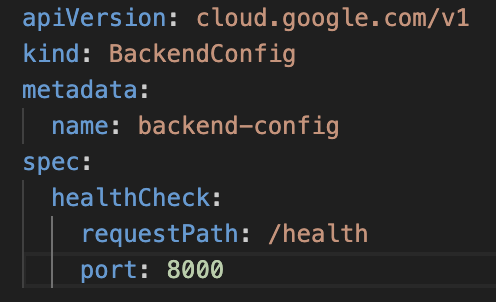 apiVersion: cloud.google.com/v1
kind: BackendConfig
metadata:
  name: backend-config
spec:
  healthCheck:
    requestPath: /health
    port: 8000